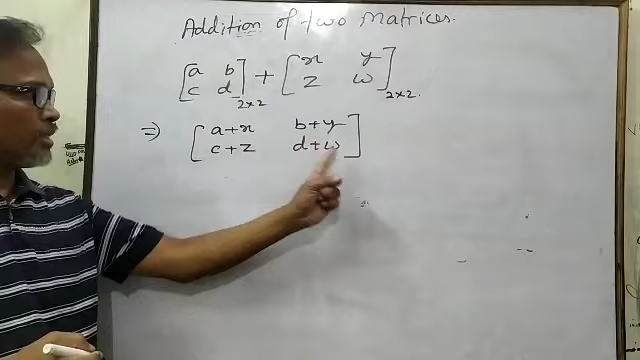 Addition of two Matrices.
[a b c d]2×2 + [x y z w]2×2.
⇒ [a+x b+y
c+z d+w]